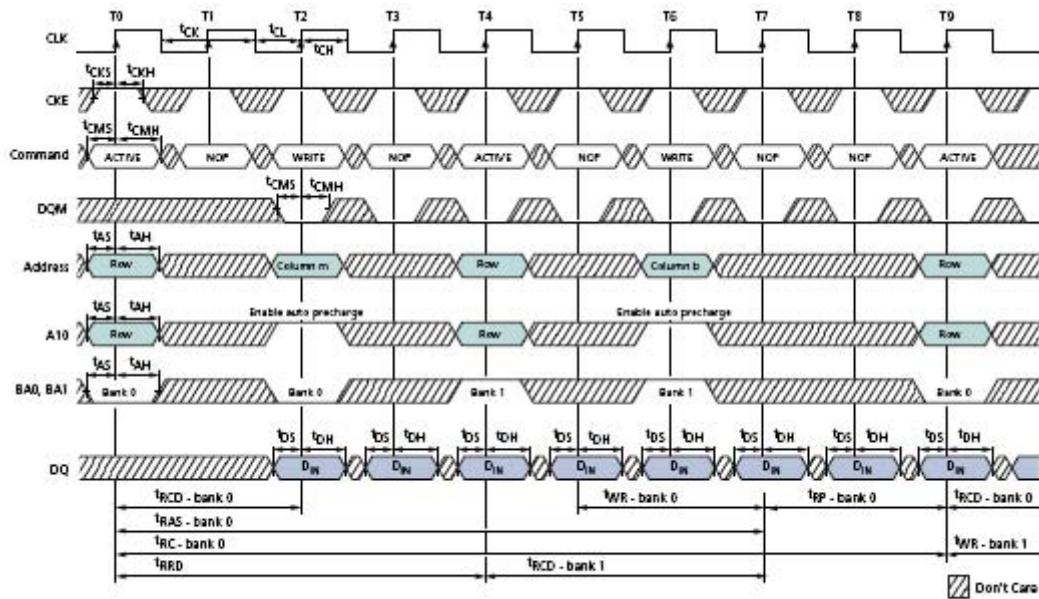 T0 T1 T2 T3 T4 T5 T6 T7 T8 T9
CLK
tCK tCL tCH
tCKS tCKH
CKE
tCMS tCMH
Command ACTIVE NOP WRITE NOP ACTIVE NOP WRITE NOP NOP ACTIVE
tCMS tCMH
DQM
tAS tAH
Address Row Column m Row Column b Row
tAS tAH Enable auto precharge Enable auto precharge
A10 Row Row Row
tAS tAH
BA0, BA1 Bank 0 Bank 0 Bank 1 Bank 1 Bank 0
tDS tDH tDS tDH tDS tDH tDS tDH tDS tDH tDS tDH tDS tDH tDS tDH
DQ DIN DIN DIN DIN DIN DIN DIN DIN
tRCD - bank 0 tWR - bank 0 tRP - bank 0 tRCD - bank 0
tRAS - bank 0
tRC - bank 0 tWR - bank 1
tRRD tRCD - bank 1
Don't Care